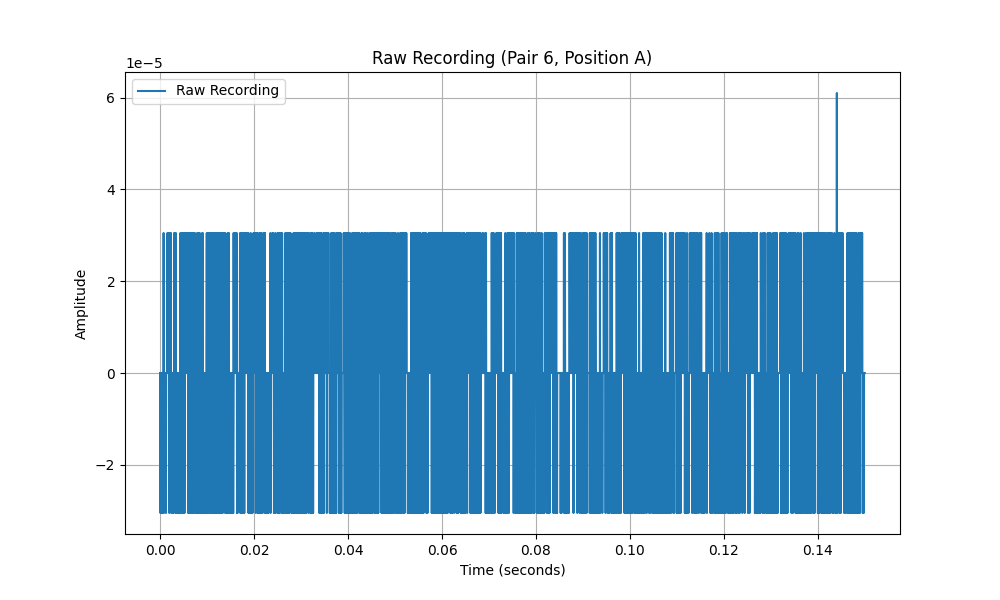 Raw Recording (Pair 6, Position A)
1e−5
Raw Recording
6
4
2
0
−2
Amplitude
0.00 0.02 0.04 0.06 0.08 0.10 0.12 0.14
Time (seconds)